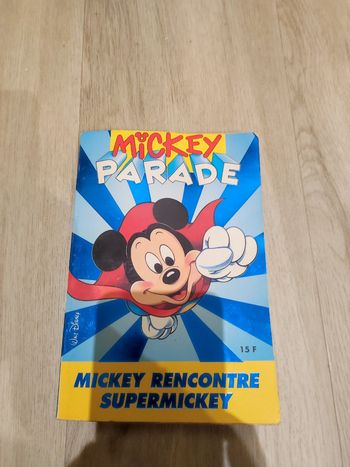 MICKEY
PARADE
Walt Disney
15 F
MICKEY RENCONTRE
SUPERMICKEY